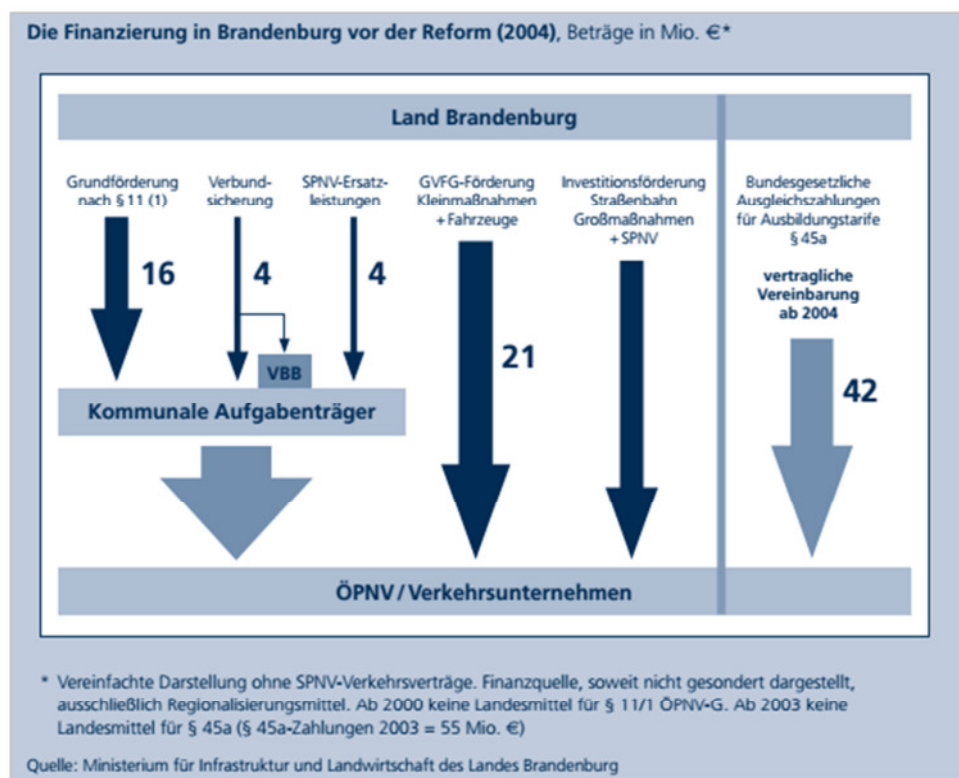 Die Finanzierung in Brandenburg vor der Reform (2004), Beträge in Mio. €*
Land Brandenburg
Grundförderung
nach § 11 (1)
Verbund-
sicherung
SPNV-Ersatz-
leistungen
GVFG-Förderung
Kleinmaßnahmen
+ Fahrzeuge
Investitionsförderung
Straßenbahn
Großmaßnahmen
+ SPNV
Bundesgesetzliche
Ausgleichszahlungen
für Ausbildungstarife
§ 45a
vertragliche
Vereinbarung
ab 2004
16
4
4
21
42
VBB
Kommunale Aufgabenträger
ÖPNV / Verkehrsunternehmen
* Vereinfachte Darstellung ohne SPNV-Verkehrsverträge. Finanzquelle, soweit nicht gesondert dargestellt,
ausschließlich Regionalisierungsmittel. Ab 2000 keine Landesmittel für § 11/1 ÖPNV-G. Ab 2003 keine
Landesmittel für § 45a (§ 45a-Zahlungen 2003 = 55 Mio. €)
Quelle: Ministerium für Infrastruktur und Landwirtschaft des Landes Brandenburg